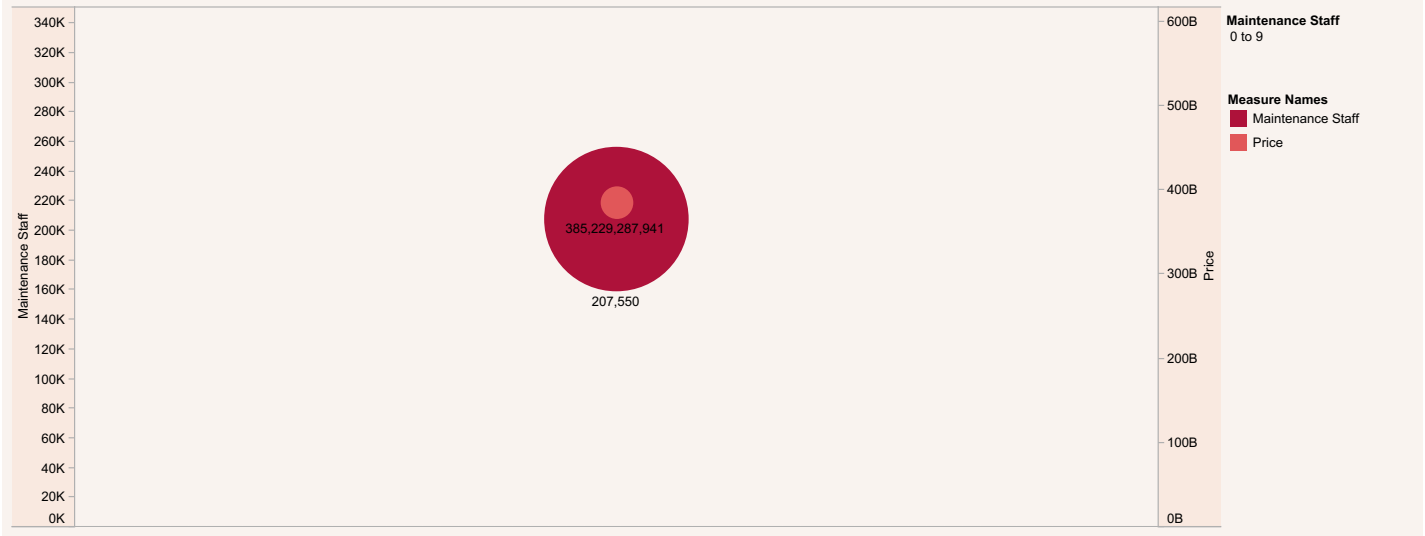 Maintenance Staff
340K
320K
300K
280K
260K
240K
220K
200K
180K
160K
140K
120K
100K
80K
60K
40K
20K
0K
385,229,287,941
207,550
600B
500B
400B
300B
200B
100B
0B
Price
Maintenance Staff
0 to 9
Measure Names
Maintenance Staff
Price